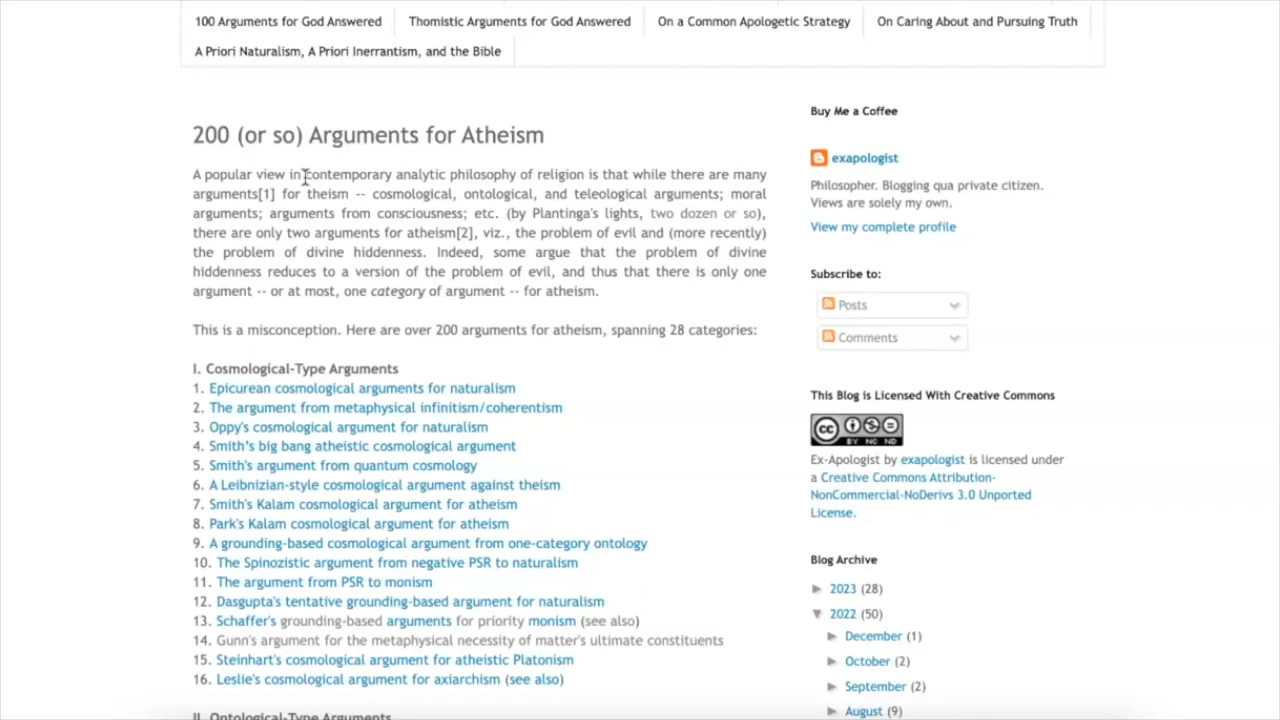 100 Arguments for God Answered
Thomistic Arguments for God Answered
On a Common Apologetic Strategy
On Caring About and Pursuing Truth
A Priori Naturalism, A Priori Inerrantism, and the Bible
200 (or so) Arguments for Atheism
A popular view in contemporary analytic philosophy of religion is that while there are many
arguments[1] for theism -- cosmological, ontological, and teleological arguments; moral
arguments; arguments from consciousness; etc. (by Plantinga's lights, two dozen or so),
there are only two arguments for atheism[2], viz., the problem of evil and (more recently)
the problem of divine hiddenness. Indeed, some argue that the problem of divine
hiddenness reduces to a version of the problem of evil, and thus that there is only one
argument -- or at most, one category of argument -- for atheism.
This is a misconception. Here are over 200 arguments for atheism, spanning 28 categories:
I. Cosmological-Type Arguments
1. Epicurean cosmological arguments for naturalism
2. The argument from metaphysical infinitism/coherentism
3. Oppy's cosmological argument for naturalism
4. Smith's big bang atheistic cosmological argument
5. Smith's argument from quantum cosmology
6. A Leibnizian-style cosmological argument against theism
7. Smith's Kalam cosmological argument for atheism
8. Park's Kalam cosmological argument for atheism
9. A grounding-based cosmological argument from one-category ontology
10. The Spinozistic argument from negative PSR to naturalism
11. The argument from PSR to monism
12. Dasgupta's tentative grounding-based argument for naturalism
13. Schaffer's grounding-based arguments for priority monism (see also)
14. Gunn's argument for the metaphysical necessity of matter's ultimate constituents
15. Steinhart's cosmological argument for atheistic Platonism
16. Leslie's cosmological argument for axiarchism (see also)
II. Ontological-Type Arguments
Buy Me a Coffee
exapologist
Philosopher. Blogging qua private citizen.
Views are solely my own.
View my complete profile
Subscribe to:
Posts
Comments
This Blog is Licensed With Creative Commons
cc
BY NC ND
Ex-Apologist by exapologist is licensed under
a Creative Commons Attribution-
NonCommercial-NoDerivs 3.0 Unported
License.
Blog Archive
► 2023 (28)
▼ 2022 (50)
► December (1)
► October (2)
► September (2)
► August (9)